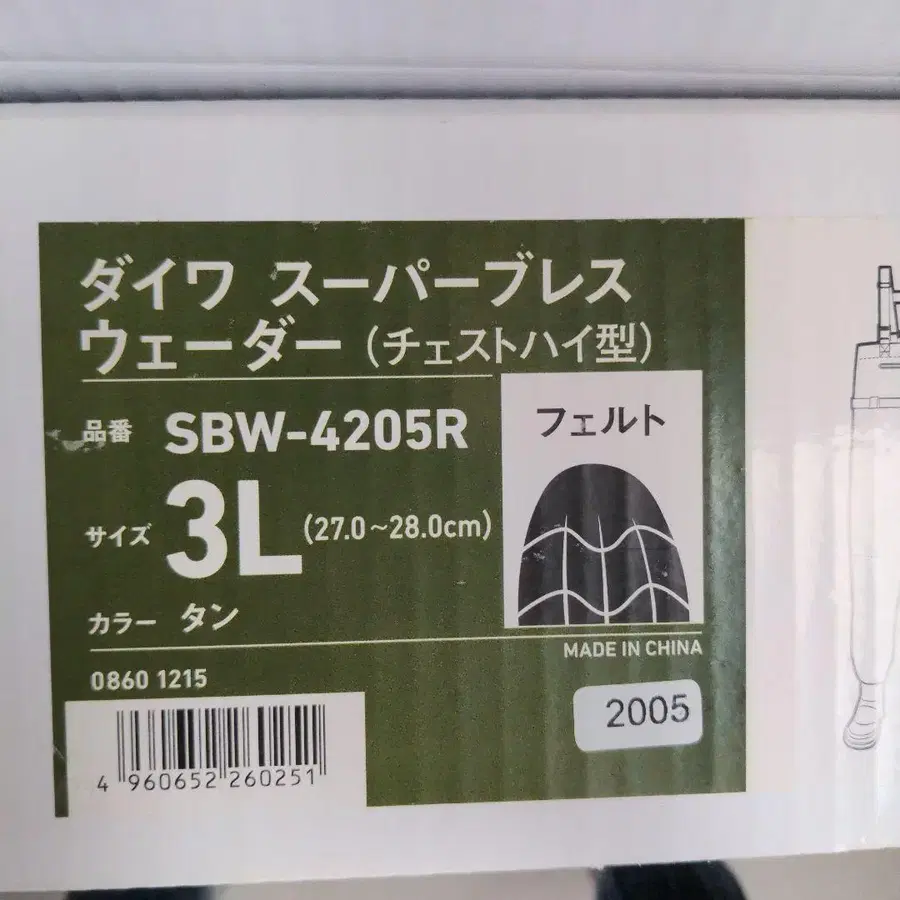 ダイワ スーパーブレス
ウェーダー（チェストハイ型）
品番 SBW-4205R
フェルト
サイズ 3L (27.0~28.0cm)
カラー タン
MADE IN CHINA
0860 1215
2005
4 960652 260251